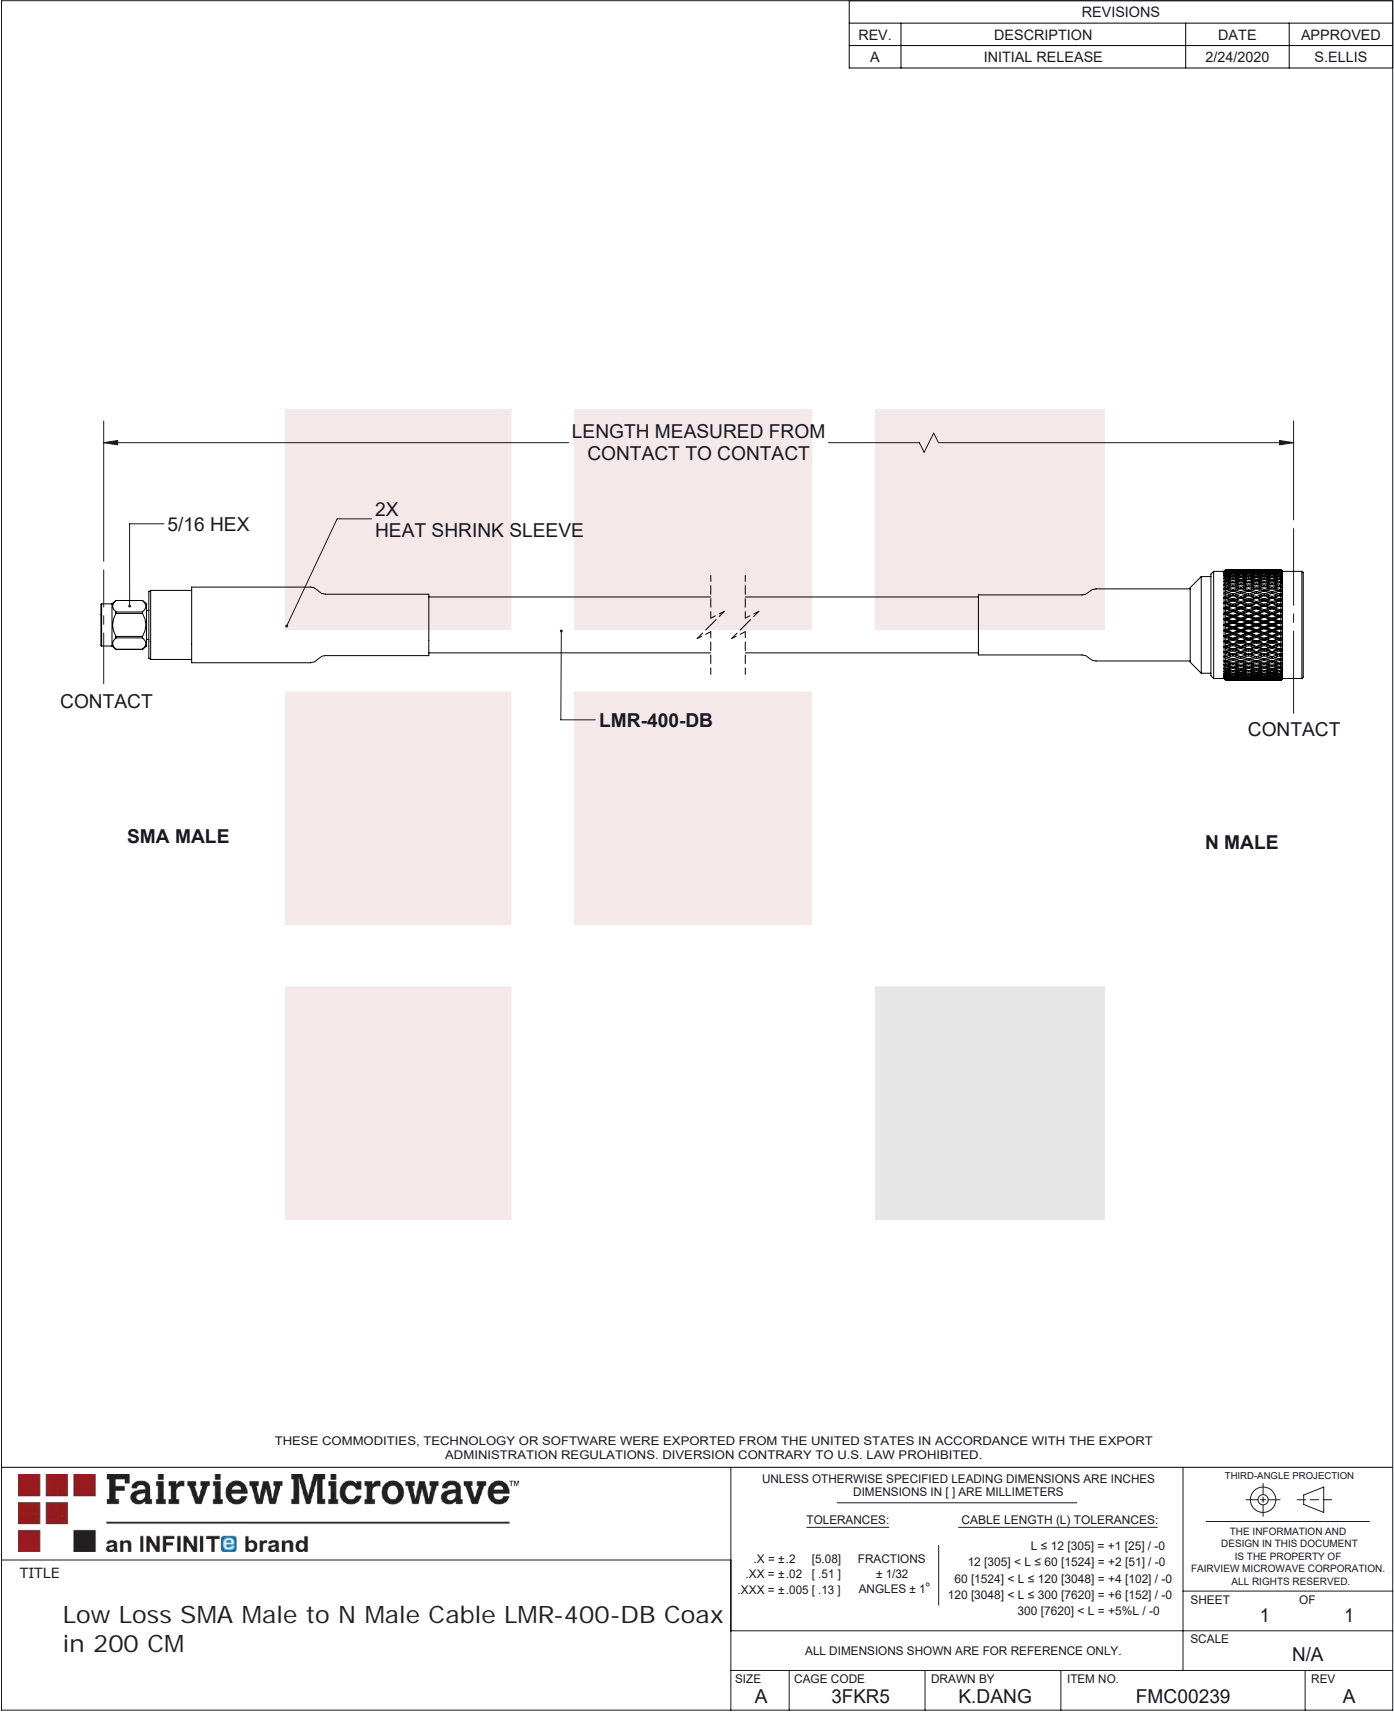 REVISIONS
REV. DESCRIPTION DATE APPROVED
A INITIAL RELEASE 2/24/2020 S.ELLIS
LENGTH MEASURED FROM
CONTACT TO CONTACT
5/16 HEX
2X
HEAT SHRINK SLEEVE
CONTACT
LMR-400-DB
CONTACT
SMA MALE
N MALE
THESE COMMODITIES, TECHNOLOGY OR SOFTWARE WERE EXPORTED FROM THE UNITED STATES IN ACCORDANCE WITH THE EXPORT
ADMINISTRATION REGULATIONS. DIVERSION CONTRARY TO U.S. LAW PROHIBITED.
Fairview Microwave™
an INFINITe brand
TITLE
Low Loss SMA Male to N Male Cable LMR-400-DB Coax
in 200 CM
UNLESS OTHERWISE SPECIFIED LEADING DIMENSIONS ARE INCHES
DIMENSIONS IN [ ] ARE MILLIMETERS
TOLERANCES:
.X = ±.2 [5.08] FRACTIONS
.XX = ±.02 [ .51 ] ± 1/32
.XXX = ±.005 [ .13 ] ANGLES ± 1°
CABLE LENGTH (L) TOLERANCES:
L ≤ 12 [305] = +1 [25] / -0
12 [305] < L ≤ 60 [1524] = +2 [51] / -0
60 [1524] < L ≤ 120 [3048] = +4 [102] / -0
120 [3048] < L ≤ 300 [7620] = +6 [152] / -0
300 [7620] < L = +5%L / -0
ALL DIMENSIONS SHOWN ARE FOR REFERENCE ONLY.
THIRD-ANGLE PROJECTION
THE INFORMATION AND
DESIGN IN THIS DOCUMENT
IS THE PROPERTY OF
FAIRVIEW MICROWAVE CORPORATION.
ALL RIGHTS RESERVED.
SHEET 1 OF 1
SCALE N/A
SIZE A
CAGE CODE 3FKR5
DRAWN BY K.DANG
ITEM NO. FMC00239
REV A